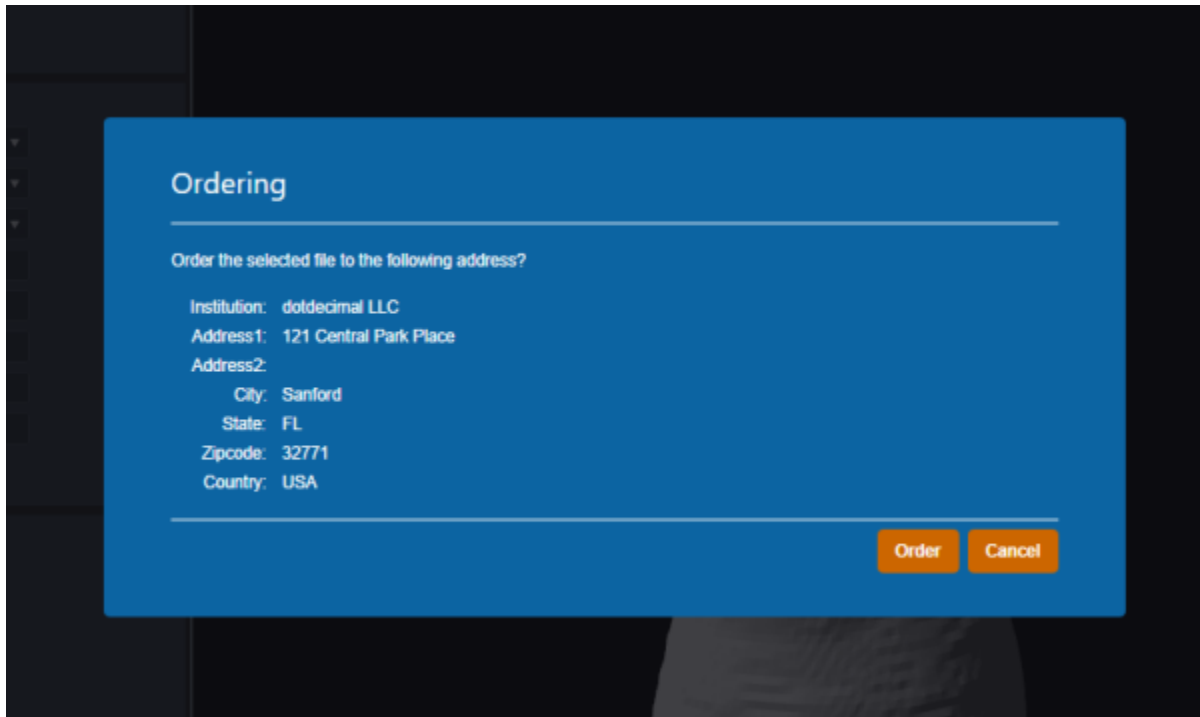 Ordering
Order the selected file to the following address?
Institution: dotdecimal LLC
Address1: 121 Central Park Place
Address2:
City: Sanford
State: FL
Zipcode: 32771
Country: USA
Order Cancel